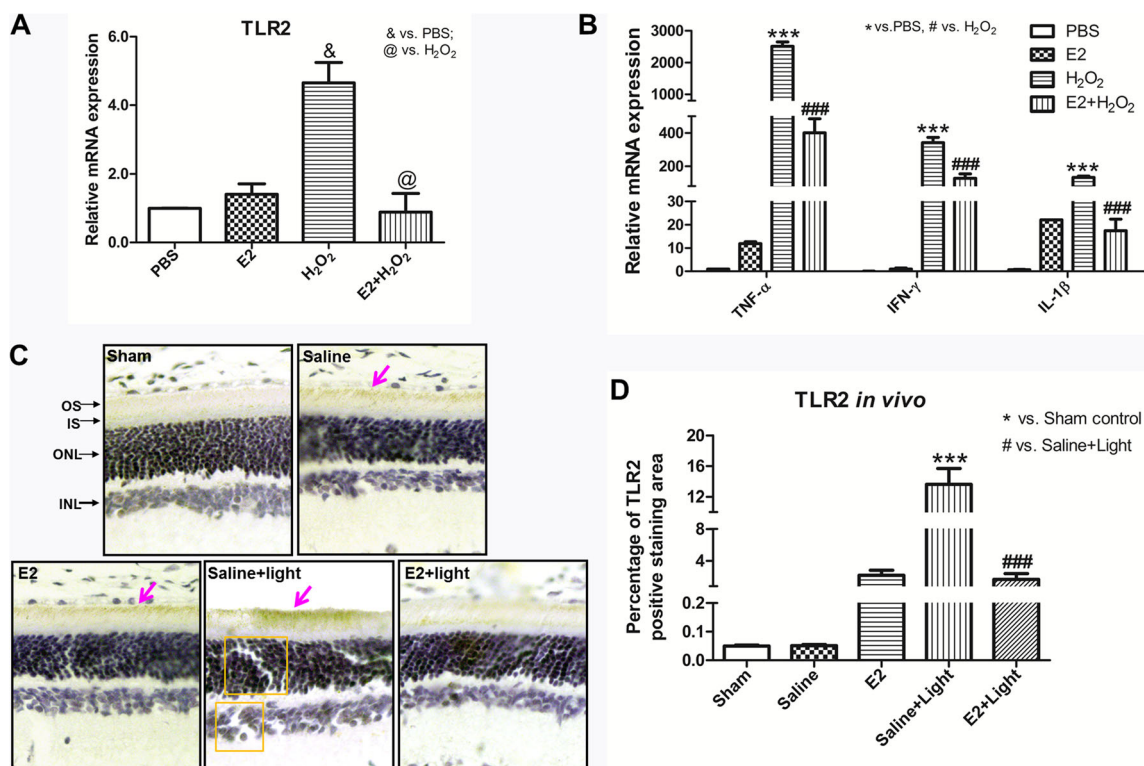 A
TLR2
& vs. PBS;
@ vs. H₂O₂
Relative mRNA expression
6.0
4.0
2.0
0.0
&
@
PBS
E2
H₂O₂
E2+H₂O₂
B
* vs.PBS, # vs. H₂O₂
PBS
E2
H₂O₂
E2+H₂O₂
Relative mRNA expression
3000
2000
1000
400
200
30
20
10
0
***
###
***
###
***
###
TNF-α
IFN-γ
IL-1β
C
Sham
Saline
OS
IS
ONL
INL
E2
Saline+light
E2+light
D
TLR2 in vivo
* vs. Sham control
# vs. Saline+Light
Percentage of TLR2
positive staining area
20
16
12
8
4
0.2
0.1
0.0
***
###
Sham
Saline
E2
Saline+Light
E2+Light